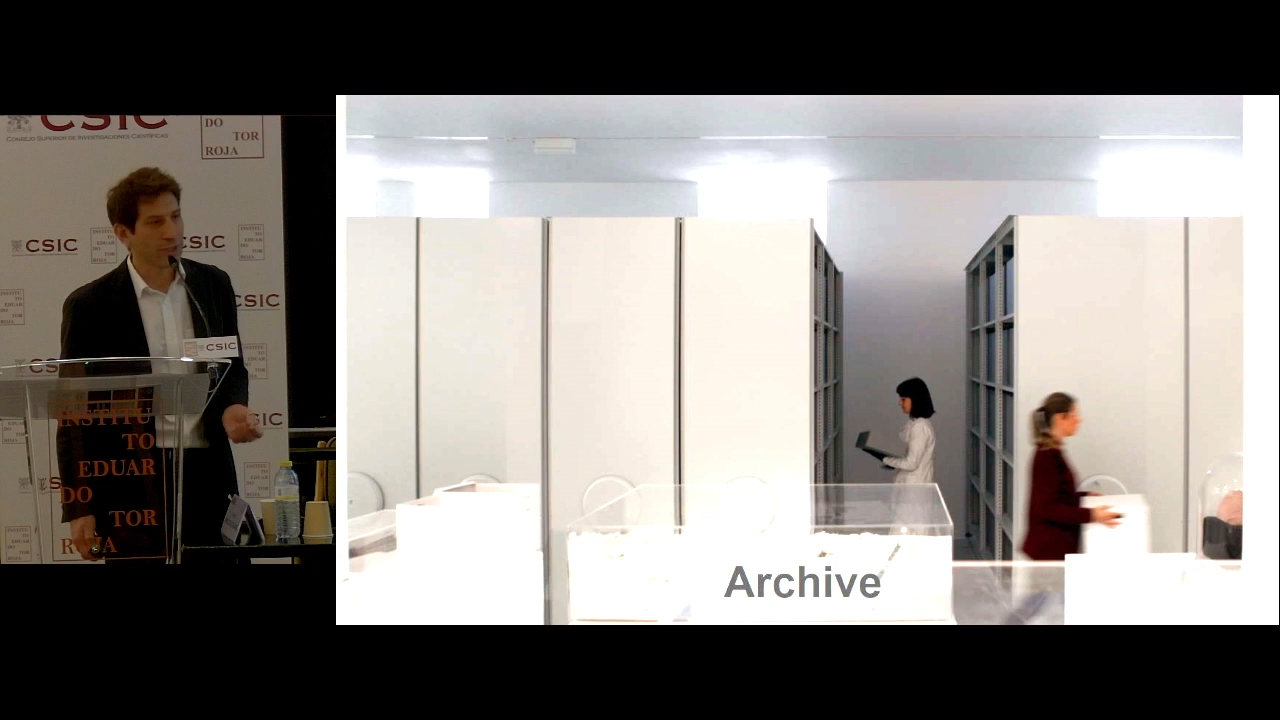 CSIC
CONSEJO SUPERIOR DE INVESTIGACIONES CIENTÍFICAS
DO
TOR
ROJA
CSIC
CSIC
CSIC
CSIC
CSIC
INSTITU
TO
EDUAR
DO
TOR
ROJA
Archive